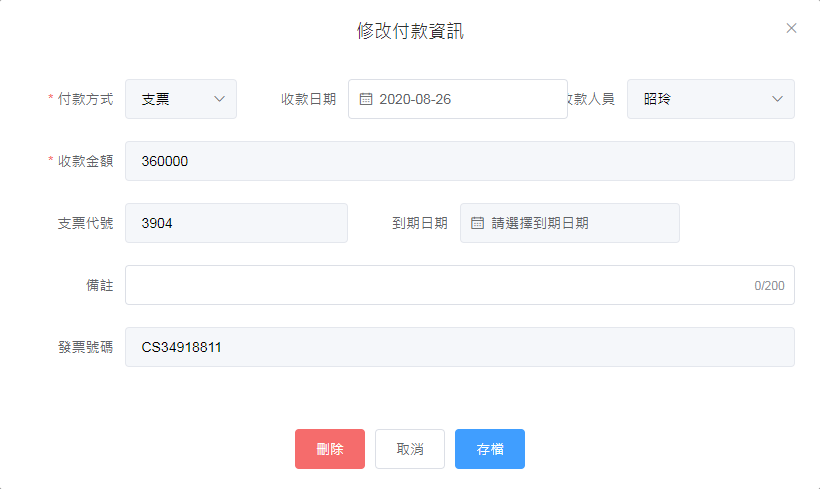 修改付款資訊
* 付款方式 支票 收款日期 2020-08-26 收款人員 昭玲
* 收款金額 360000
支票代號 3904 到期日期 請選擇到期日期
備註 0/200
發票號碼 CS34918811
刪除 取消 存檔